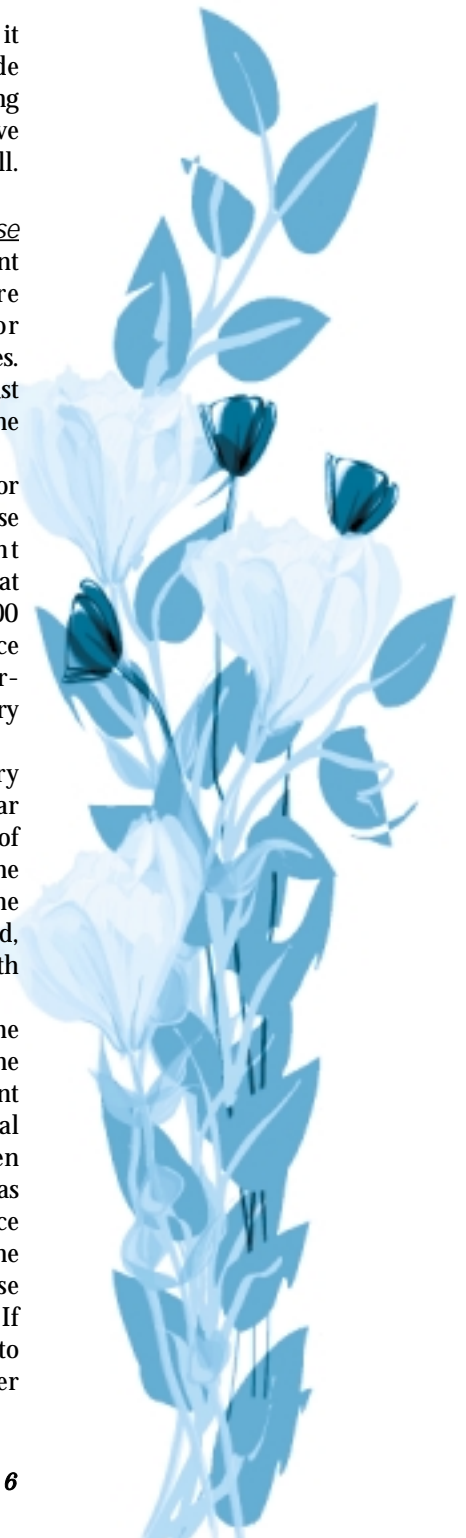 it
de
ng
ve
ll.
se
nt
re
or
es.
st
ne
or
se
nt
at
00
ce
r-
ry
ry
ar
of
ne
ne
d,
th
ne
ne
nt
al
en
as
ce
ne
se
If
to
er
6